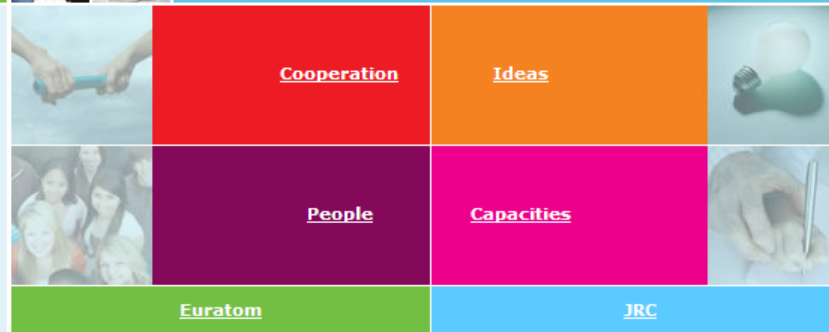 Cooperation
Ideas
People
Capacities
Euratom
JRC